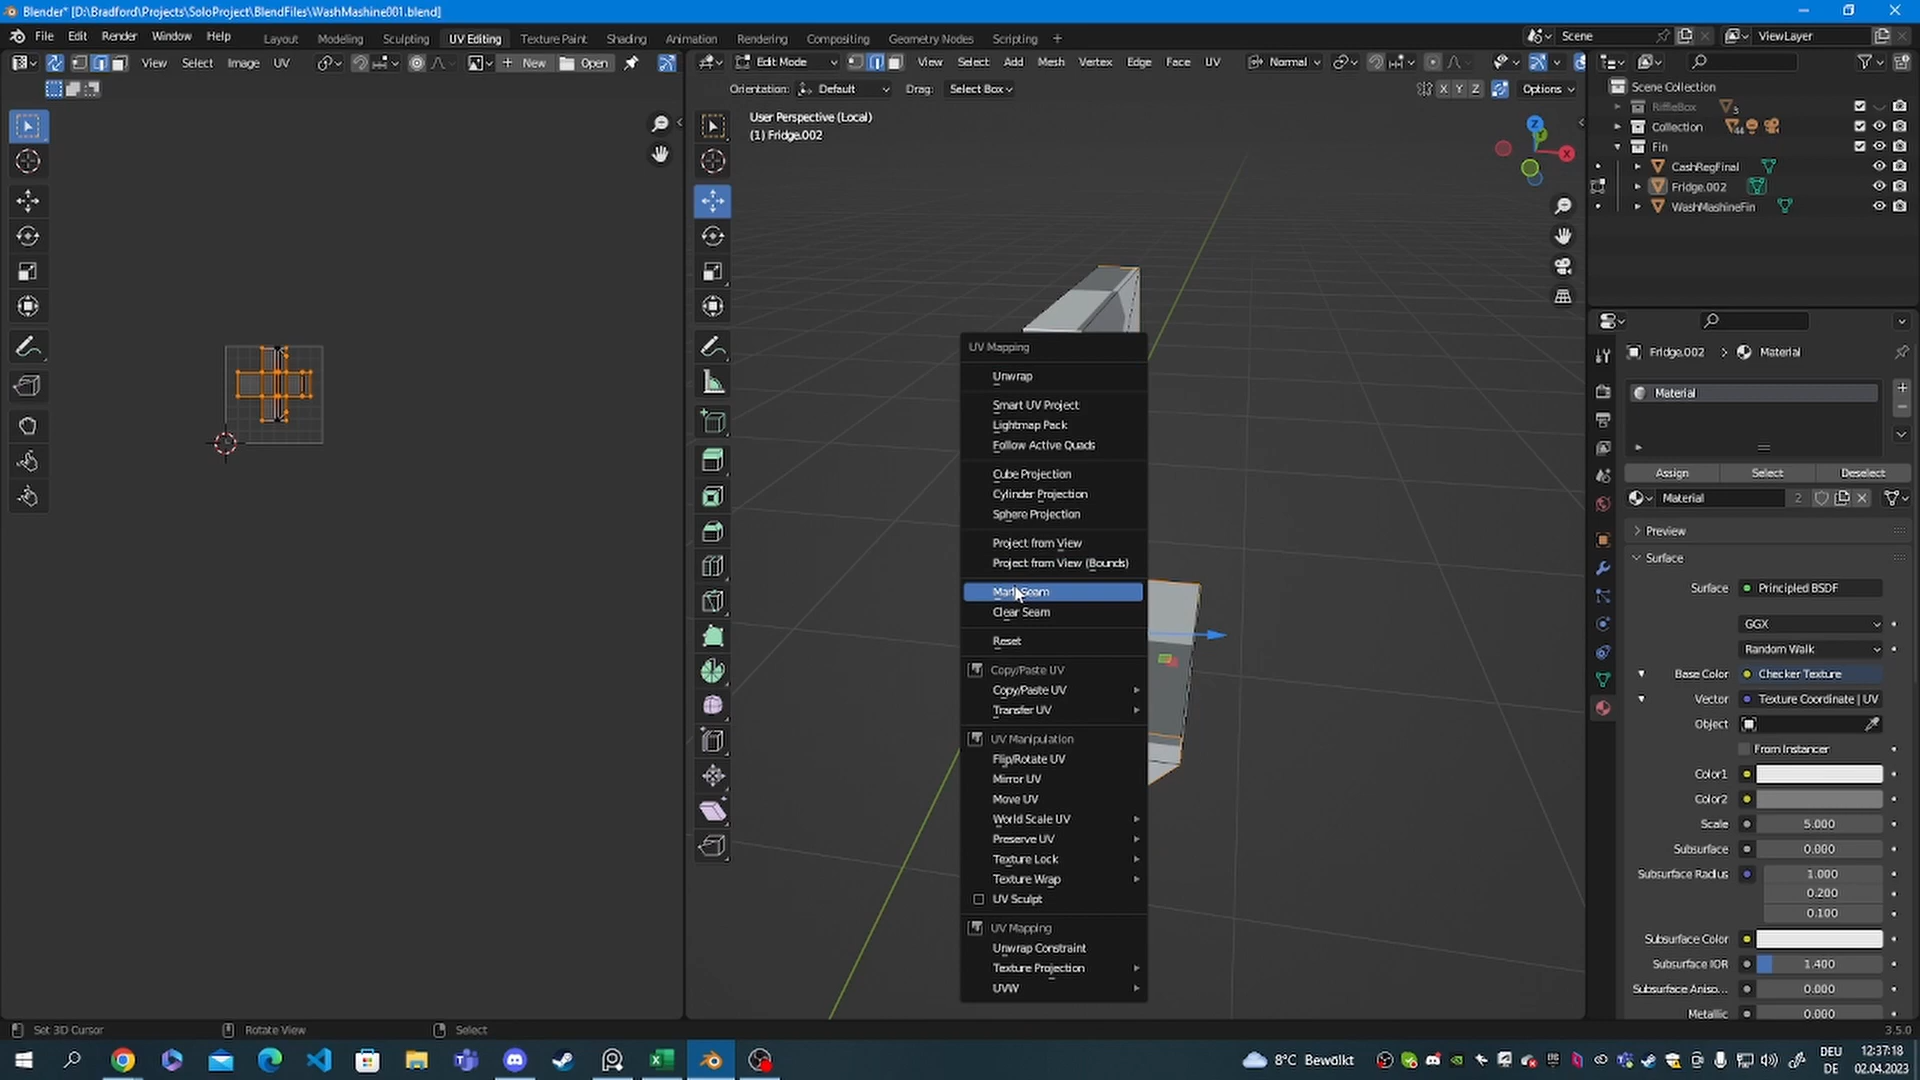 Blender* [D:\Bradford\Projects\SoloProject\BlendFiles\WashMashine001.blend]
File Edit Render Window Help Layout Modeling Sculpting UV Editing Texture Paint Shading Animation Rendering Compositing Geometry Nodes Scripting + Scene ViewLayer
View Select Image UV New Open Edit Mode View Select Add Mesh Vertex Edge Face UV Normal
Orientation: Default Drag: Select Box X Y Z Options
User Perspective (Local)
(1) Fridge.002
Z
X
Scene Collection
RiffleBox 3
Collection 44
Fin
CashRegFinal
Fridge.002
WashMashineFin
UV Mapping
Unwrap
Smart UV Project
Lightmap Pack
Follow Active Quads
Cube Projection
Cylinder Projection
Sphere Projection
Project from View
Project from View (Bounds)
Mark Seam
Clear Seam
Reset
Copy/Paste UV
Copy/Paste UV
Transfer UV
UV Manipulation
Flip/Rotate UV
Mirror UV
Move UV
World Scale UV
Preserve UV
Texture Lock
Texture Wrap
UV Sculpt
UV Mapping
Unwrap Constraint
Texture Projection
UVW
Fridge.002 > Material
Material
Assign Select Deselect
Material 2
Preview
Surface
Surface Principled BSDF
GGX
Random Walk
Base Color Checker Texture
Vector Texture Coordinate | UV
Object
From Instancer
Color1
Color2
Scale 5.000
Subsurface 0.000
Subsurface Radius 1.000
0.200
0.100
Subsurface Color
Subsurface IOR 1.400
Subsurface Aniso... 0.000
Metallic 0.000
Set 3D Cursor Rotate View Select 3.5.0
8°C Bewölkt DEU 12:37:18
DE 02.04.2023